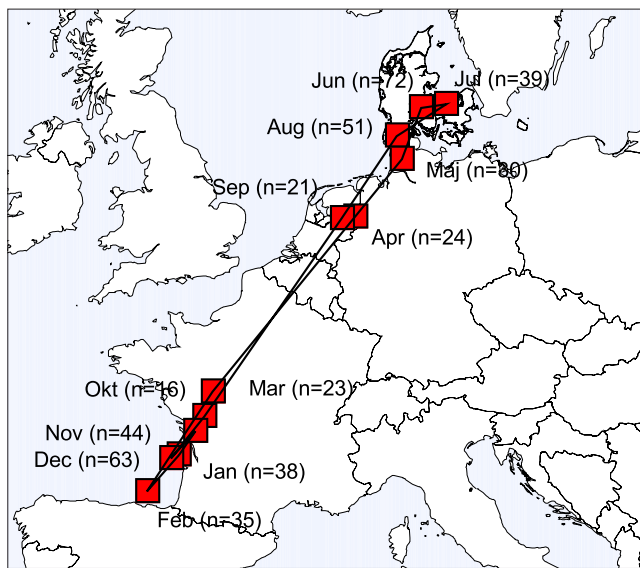 Jun (n=72)
Jul (n=39)
Aug (n=51)
Maj (n=80)
Sep (n=21)
Apr (n=24)
Okt (n=16)
Mar (n=23)
Nov (n=44)
Dec (n=63)
Jan (n=38)
Feb (n=35)